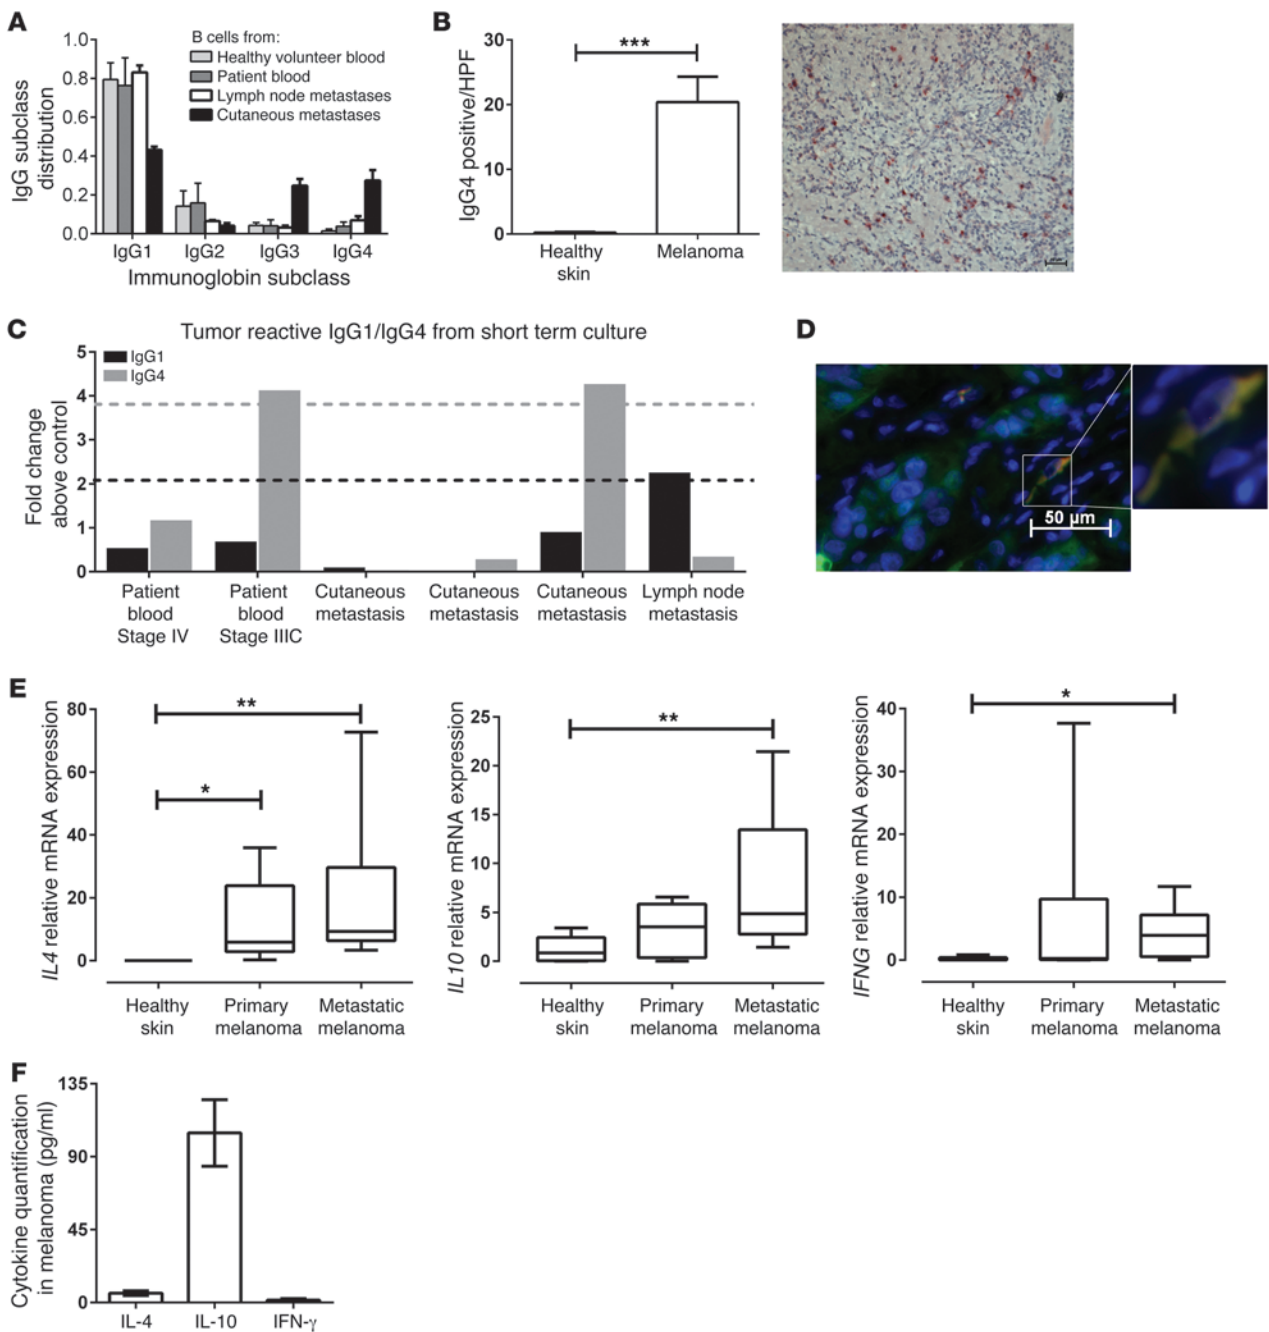 A
IgG subclass
distribution
1.0
0.8
0.6
0.4
0.2
0.0
B cells from:
Healthy volunteer blood
Patient blood
Lymph node metastases
Cutaneous metastases
IgG1
IgG2
IgG3
IgG4
Immunoglobin subclass
B
IgG4 positive/HPF
30
20
10
0
***
Healthy
skin
Melanoma
C
Tumor reactive IgG1/IgG4 from short term culture
Fold change
above control
5
4
3
2
1
0
IgG1
IgG4
Patient
blood
Stage IV
Patient
blood
Stage IIIC
Cutaneous
metastasis
Cutaneous
metastasis
Cutaneous
metastasis
Lymph node
metastasis
D
50 µm
E
IL4 relative mRNA expression
80
60
40
20
0
**
*
Healthy
skin
Primary
melanoma
Metastatic
melanoma
IL10 relative mRNA expression
25
20
15
10
5
0
**
Healthy
skin
Primary
melanoma
Metastatic
melanoma
IFNG relative mRNA expression
40
30
20
10
0
*
Healthy
skin
Primary
melanoma
Metastatic
melanoma
F
Cytokine quantification
in melanoma (pg/ml)
135
90
45
0
IL-4
IL-10
IFN-γ